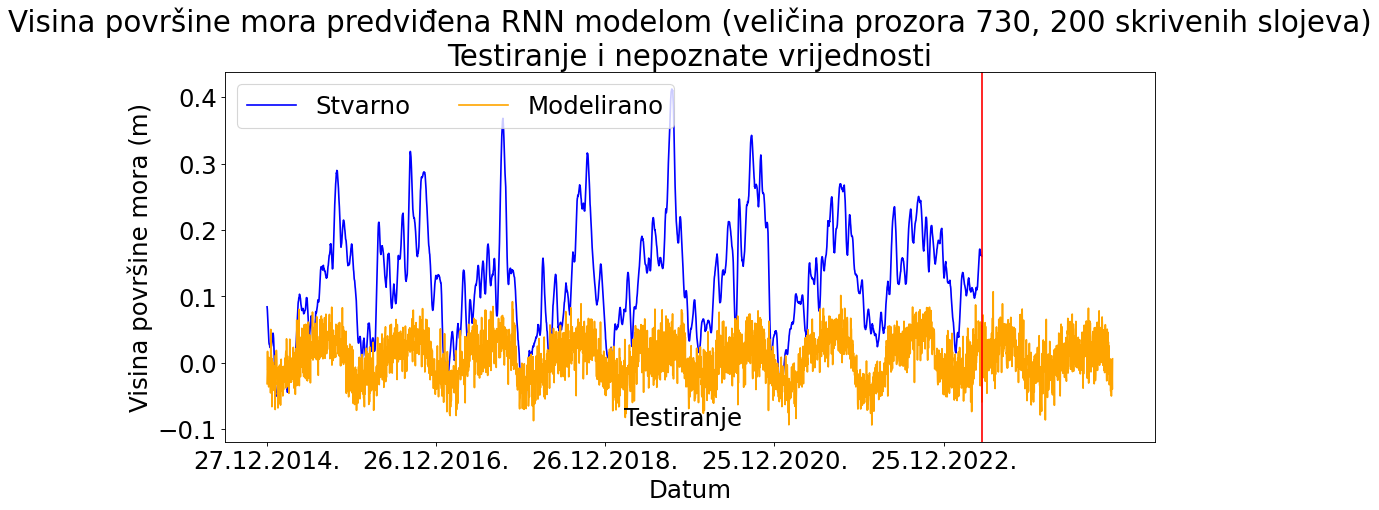 Visina površine mora predviđena RNN modelom (veličina prozora 730, 200 skrivenih slojeva)
Testiranje i nepoznate vrijednosti
Stvarno Modelirano
Visina površine mora (m)
0.4
0.3
0.2
0.1
0.0
−0.1
Testiranje
27.12.2014. 26.12.2016. 26.12.2018. 25.12.2020. 25.12.2022.
Datum